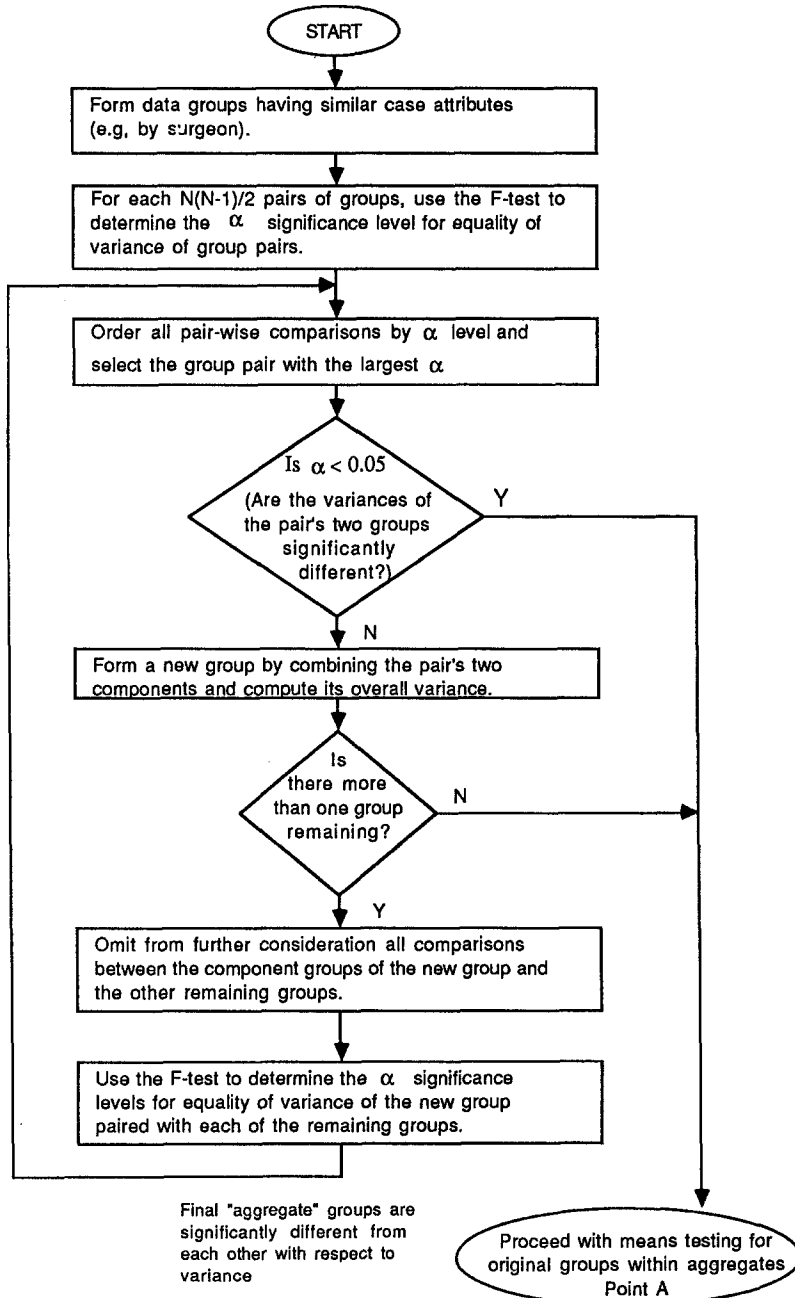 START
Form data groups having similar case attributes
(e.g, by surgeon).
For each N(N-1)/2 pairs of groups, use the F-test to
determine the α significance level for equality of
variance of group pairs.
Order all pair-wise comparisons by α level and
select the group pair with the largest α
Is α < 0.05
(Are the variances of
the pair's two groups
significantly
different?)
Y
N
Form a new group by combining the pair's two
components and compute its overall variance.
Is
there more
than one group
remaining?
N
Y
Omit from further consideration all comparisons
between the component groups of the new group and
the other remaining groups.
Use the F-test to determine the α significance
levels for equality of variance of the new group
paired with each of the remaining groups.
Final "aggregate" groups are
significantly different from
each other with respect to
variance
Proceed with means testing for
original groups within aggregates
Point A